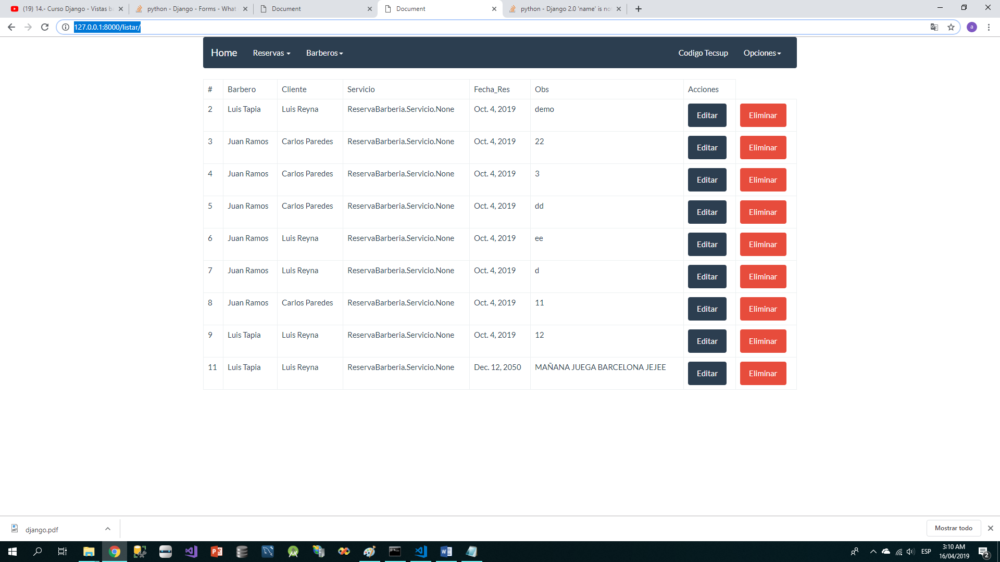 (19) 14.- Curso Django - Vistas ba
python - Django - Forms - What
Document
Document
python - Django 2.0 'name' is no
127.0.0.1:8000/listar/
a
Home Reservas Barberos Codigo Tecsup Opciones
# Barbero Cliente Servicio Fecha_Res Obs Acciones
2 Luis Tapia Luis Reyna ReservaBarberia.Servicio.None Oct. 4, 2019 demo Editar Eliminar
3 Juan Ramos Carlos Paredes ReservaBarberia.Servicio.None Oct. 4, 2019 22 Editar Eliminar
4 Juan Ramos Carlos Paredes ReservaBarberia.Servicio.None Oct. 4, 2019 3 Editar Eliminar
5 Juan Ramos Carlos Paredes ReservaBarberia.Servicio.None Oct. 4, 2019 dd Editar Eliminar
6 Juan Ramos Luis Reyna ReservaBarberia.Servicio.None Oct. 4, 2019 ee Editar Eliminar
7 Juan Ramos Luis Reyna ReservaBarberia.Servicio.None Oct. 4, 2019 d Editar Eliminar
8 Juan Ramos Carlos Paredes ReservaBarberia.Servicio.None Oct. 4, 2019 11 Editar Eliminar
9 Luis Tapia Luis Reyna ReservaBarberia.Servicio.None Oct. 4, 2019 12 Editar Eliminar
11 Luis Tapia Luis Reyna ReservaBarberia.Servicio.None Dec. 12, 2050 MAÑANA JUEGA BARCELONA JEJEE Editar Eliminar
django.pdf
Mostrar todo
ESP
3:10 AM
16/04/2019
2